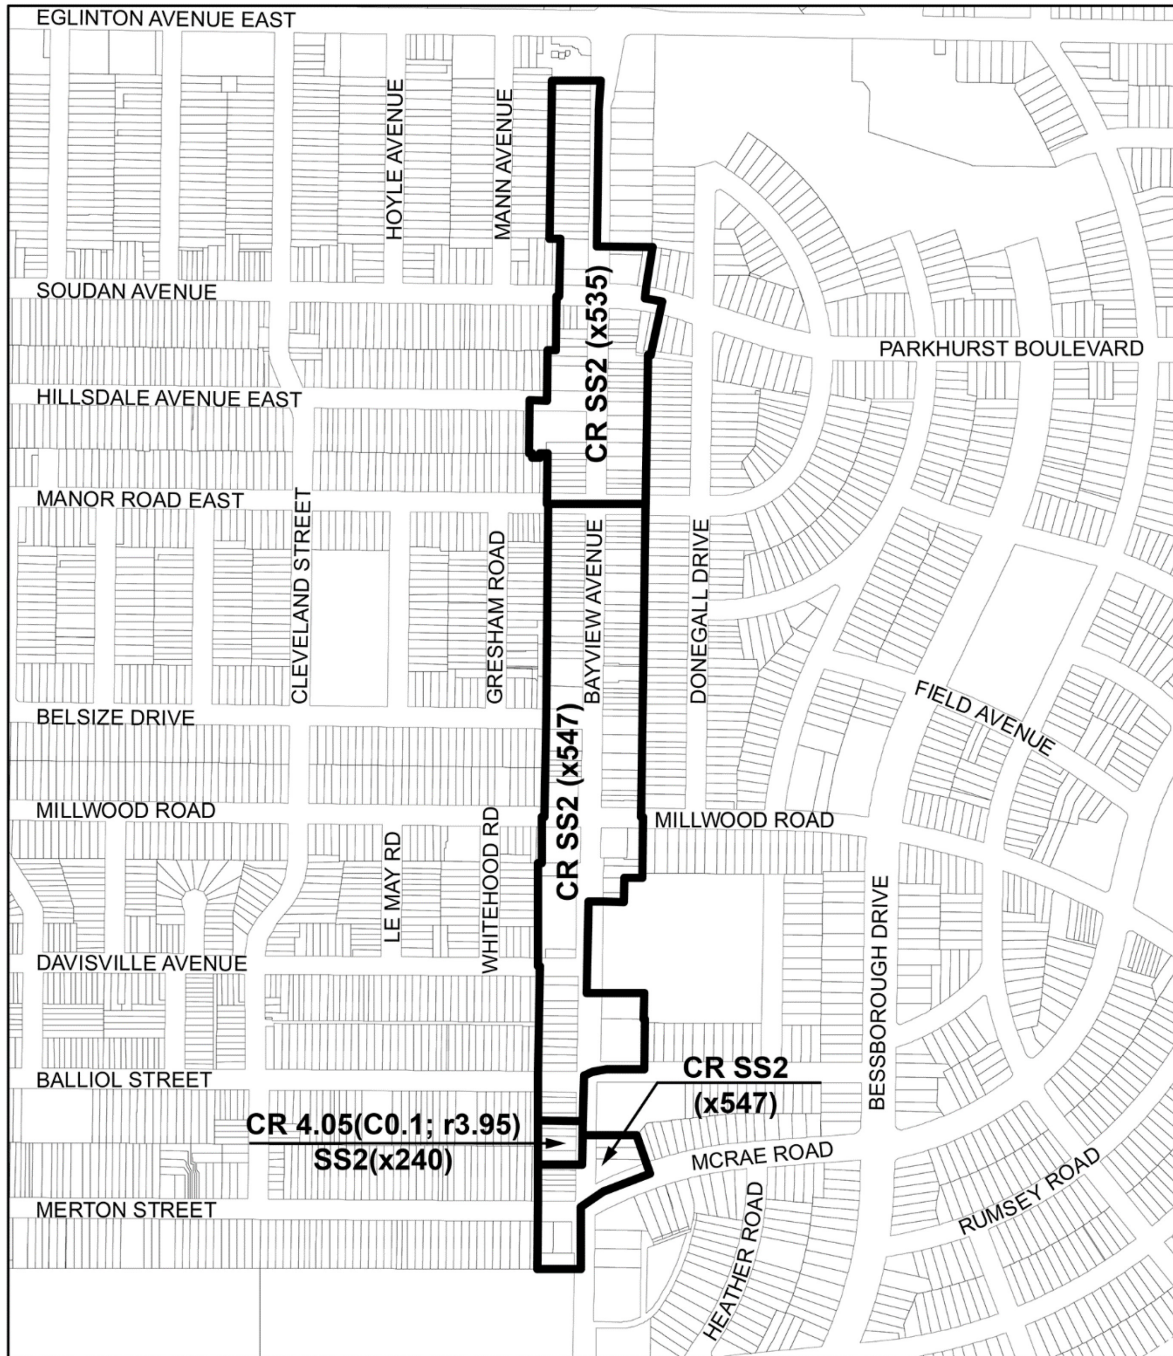 EGLINTON AVENUE EAST
HOYLE AVENUE
MANN AVENUE
SOUDAN AVENUE
CR SS2 (x535)
PARKHURST BOULEVARD
HILLSDALE AVENUE EAST
MANOR ROAD EAST
CLEVELAND STREET
GRESHAM ROAD
BAYVIEW AVENUE
DONEGALL DRIVE
BELSIZE DRIVE
FIELD AVENUE
CR SS2 (x547)
MILLWOOD ROAD
MILLWOOD ROAD
LE MAY RD
WHITEHOOD RD
DAVISVILLE AVENUE
BESSBOROUGH DRIVE
BALLIOL STREET
CR SS2
(x547)
CR 4.05(C0.1; r3.95)
SS2(x240)
MCRAE ROAD
MERTON STREET
HEATHER ROAD
RUMSEY ROAD